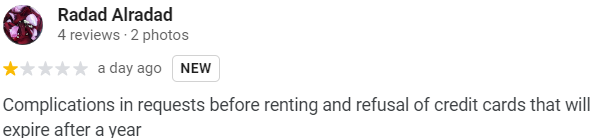 Radad Alradad
4 reviews · 2 photos
a day ago NEW
Complications in requests before renting and refusal of credit cards that will
expire after a year